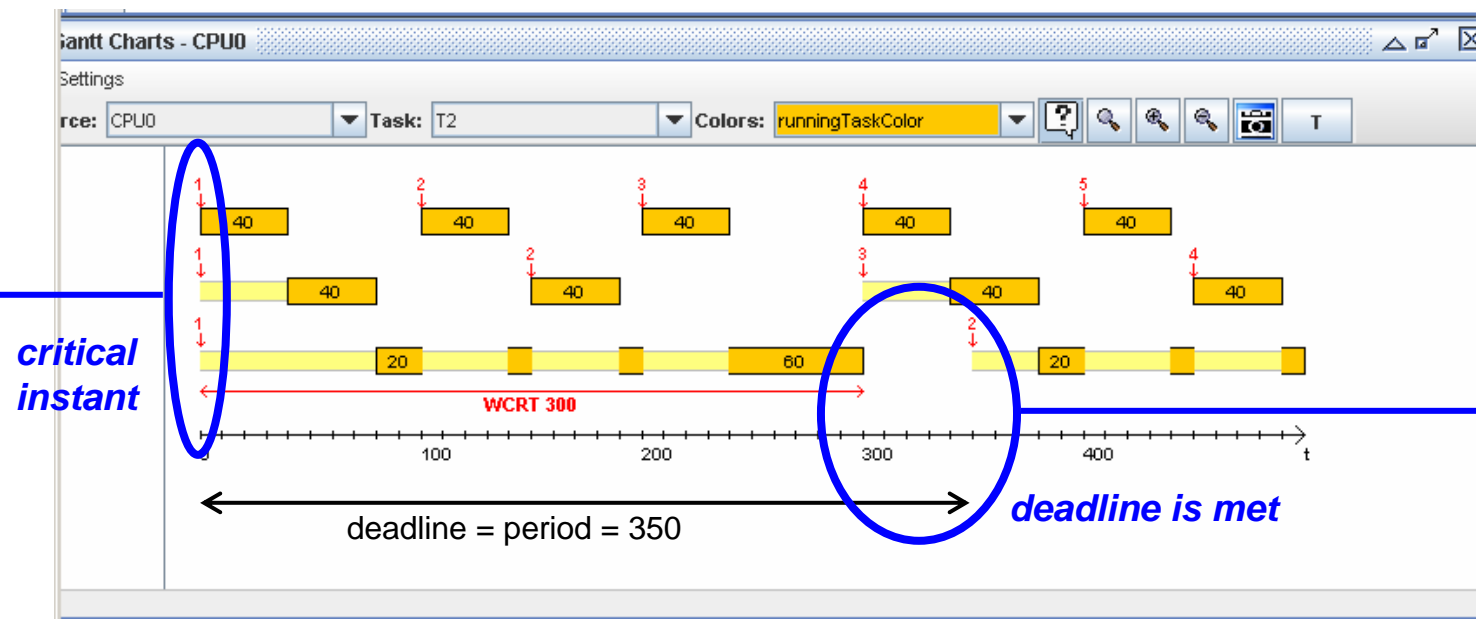 Gantt Charts - CPU0
Settings
rce: CPU0 Task: T2 Colors: runningTaskColor T
1 2 3 4 5
40 40 40 40 40
1 2 3 4
40 40 40 40
1 2
20 60 20
WCRT 300
0 100 200 300 400 t
critical
instant
deadline = period = 350
deadline is met